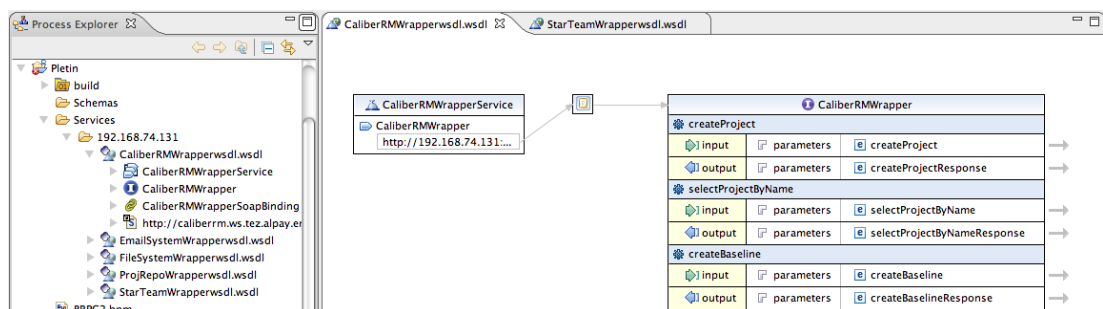 Process Explorer
Pletin
build
Schemas
Services
192.168.74.131
CaliberRMWrapperwsdl.wsdl
CaliberRMWrapperService
CaliberRMWrapper
CaliberRMWrapperSoapBinding
http://caliberrm.ws.tez.alpay.er
EmailSystemWrapperwsdl.wsdl
FileSystemWrapperwsdl.wsdl
ProjRepoWrapperwsdl.wsdl
StarTeamWrapperwsdl.wsdl
CaliberRMWrapperwsdl.wsdl StarTeamWrapperwsdl.wsdl
CaliberRMWrapperService
CaliberRMWrapper
http://192.168.74.131:...
CaliberRMWrapper
createProject
input parameters e createProject
output parameters e createProjectResponse
selectProjectByName
input parameters e selectProjectByName
output parameters e selectProjectByNameResponse
createBaseline
input parameters e createBaseline
output parameters e createBaselineResponse